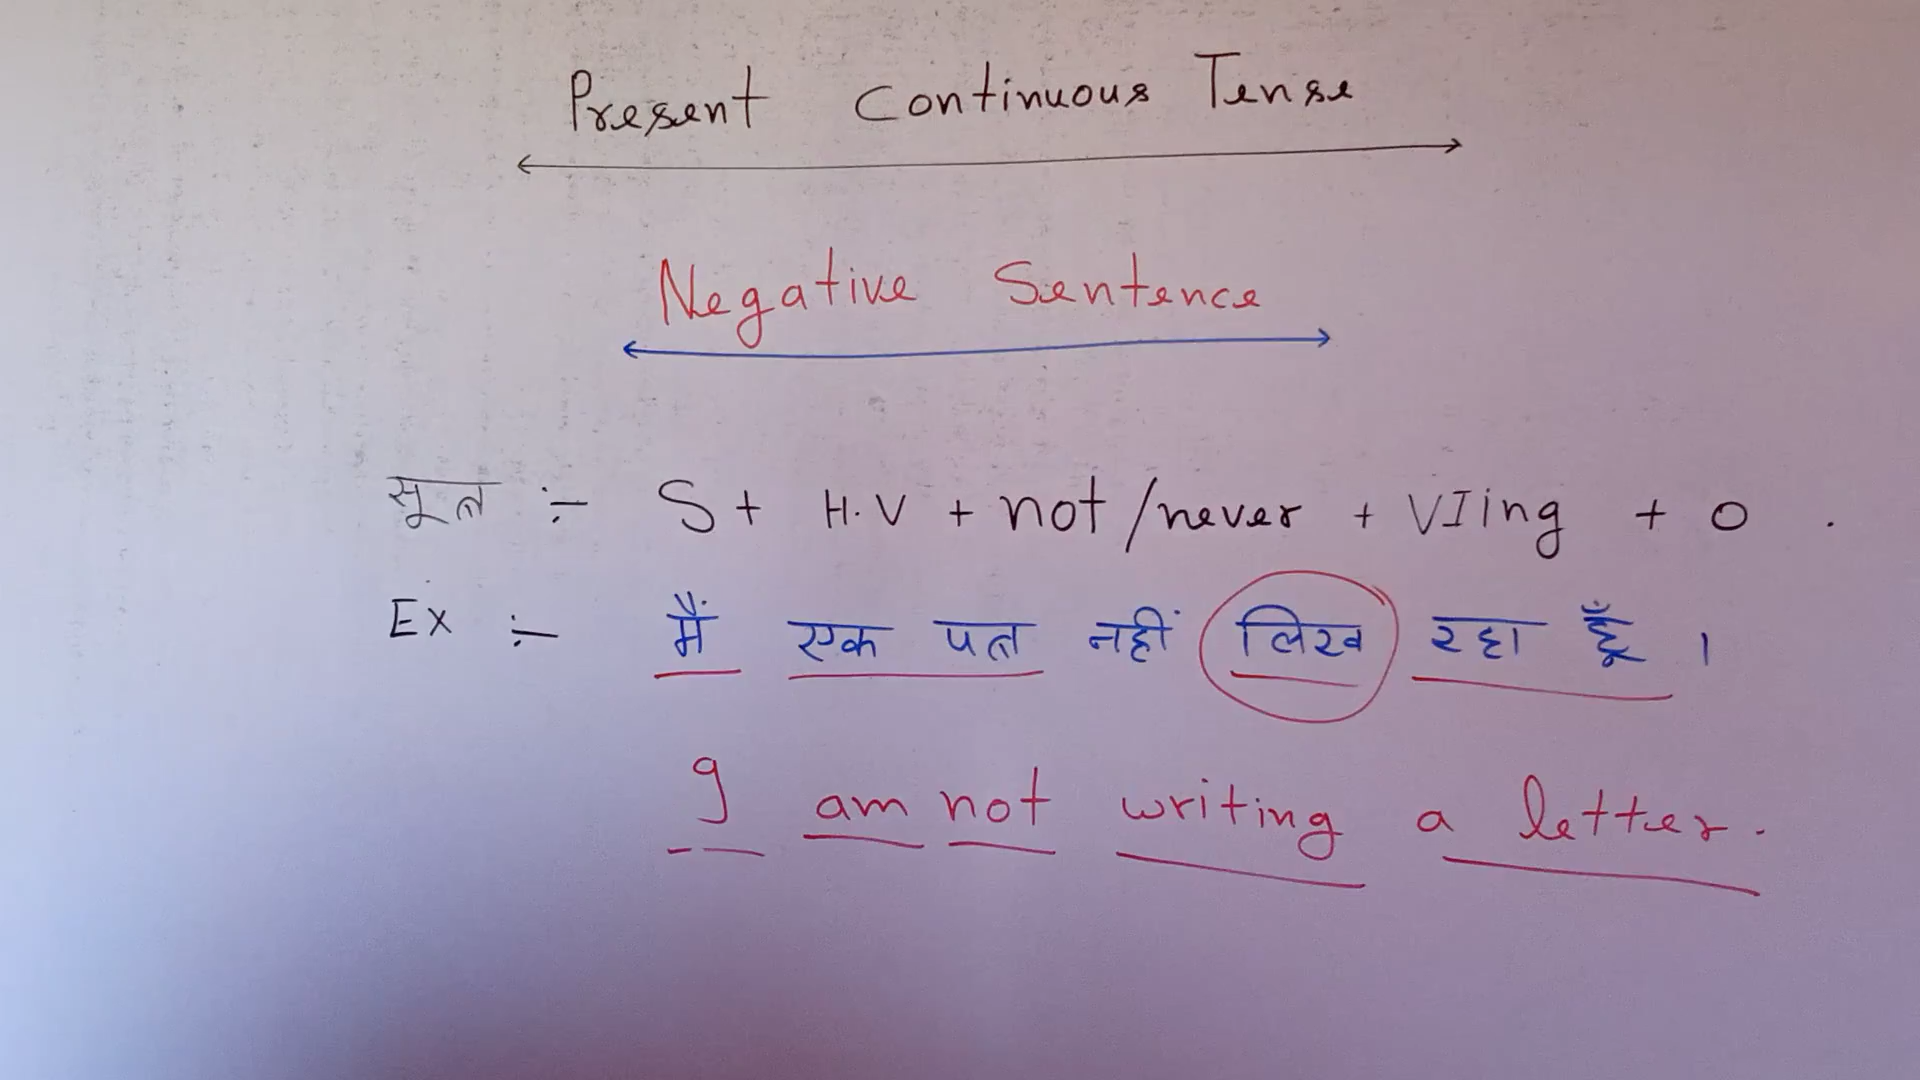 Present Continuous Tense
Negative Sentence
सूत्र :- S + H.V + not / never + VIing + O .
Ex :- मैं एक पत्र नहीं लिख रहा हूँ ।
I am not writing a letter.